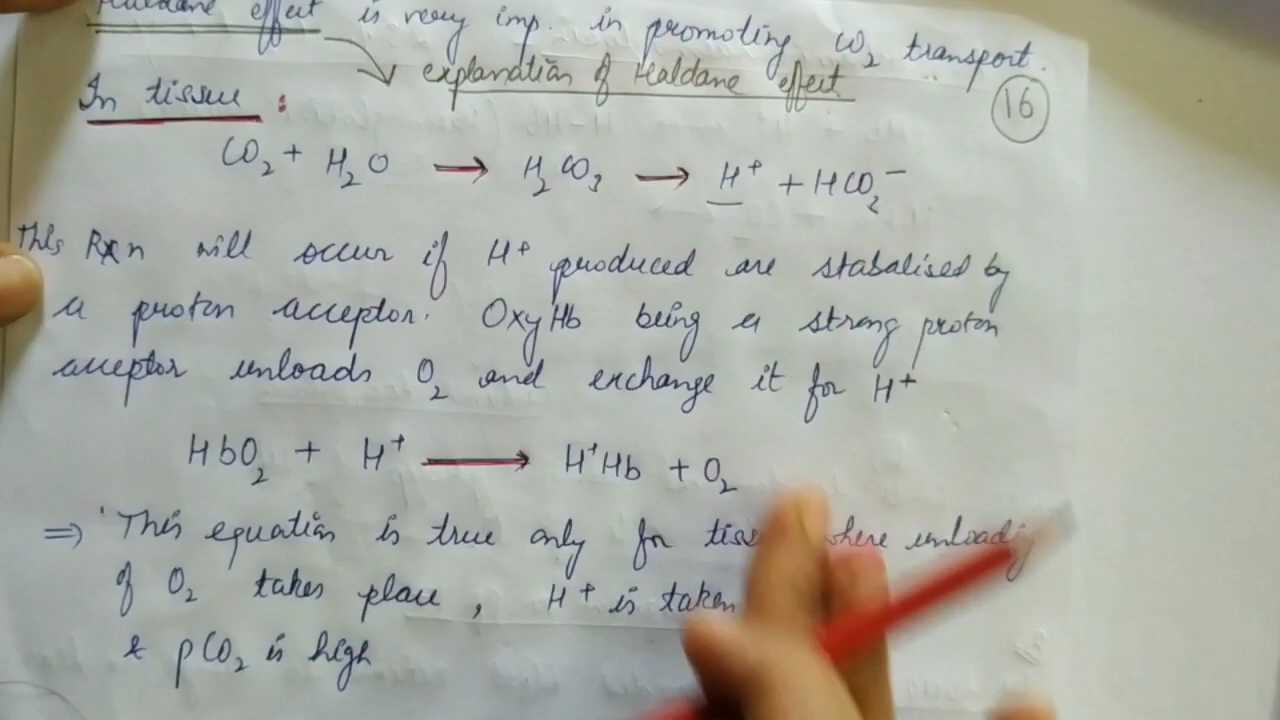 Haldane effect is very imp. in promoting CO2 transport.
explanation of Haldane effect
16
In tissue :
CO2 + H2O → H2CO3 → H+ + HCO2-
This Rxn will occur if H+ produced are stabalised by
a proton acceptor. OxyHb being a strong proton
acceptor unloads O2 and exchange it for H+
HbO2 + H+ → H+Hb + O2
⇒ This equation is true only for where unloading
of O2 takes place, H+ is taken
& pCO2 is high